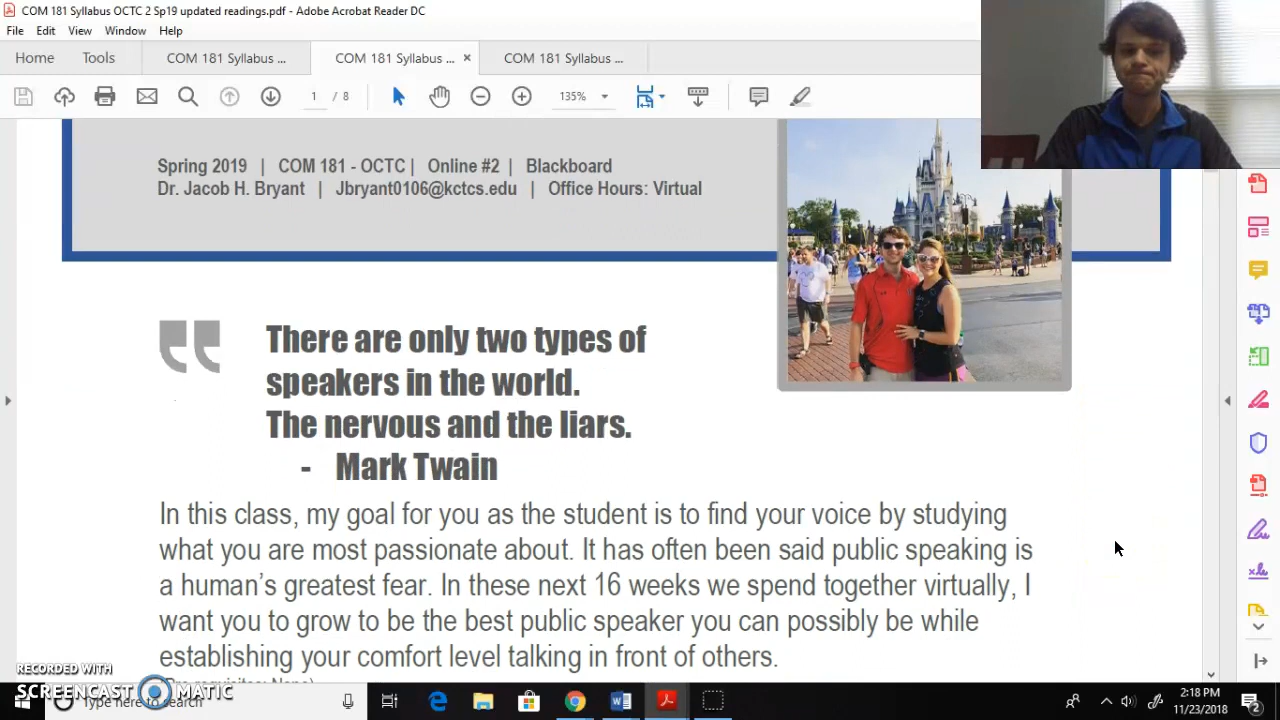 COM 181 Syllabus OCTC 2 Sp19 updated readings.pdf - Adobe Acrobat Reader DC
File Edit View Window Help
Home Tools COM 181 Syllabus ... COM 181 Syllabus ... × COM 181 Syllabus ...
1 / 8 135%
Spring 2019 | COM 181 - OCTC | Online #2 | Blackboard
Dr. Jacob H. Bryant | Jbryant0106@kctcs.edu | Office Hours: Virtual
There are only two types of
speakers in the world.
The nervous and the liars.
- Mark Twain
In this class, my goal for you as the student is to find your voice by studying
what you are most passionate about. It has often been said public speaking is
a human's greatest fear. In these next 16 weeks we spend together virtually, I
want you to grow to be the best public speaker you can possibly be while
establishing your comfort level talking in front of others.
RECORDED WITH
SCREENCAST MATIC
Type here to search
2:18 PM
11/23/2018
2